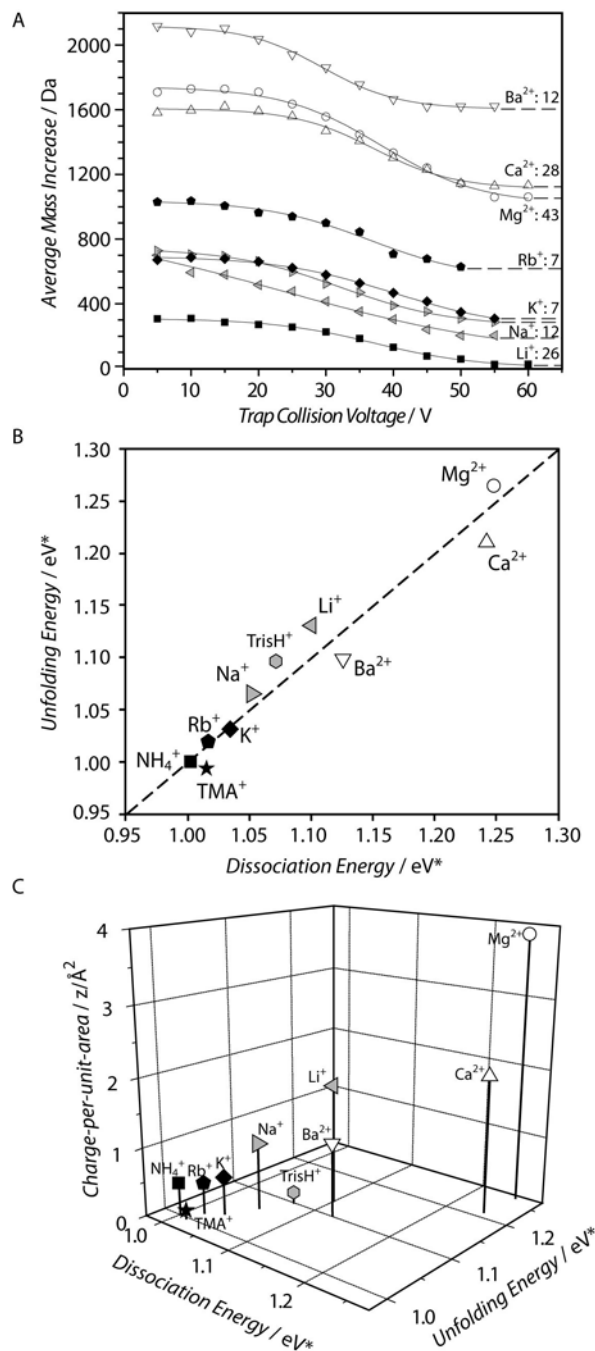 A
Average Mass Increase / Da
2000
1600
1200
800
400
0
Ba2+: 12
Ca2+: 28
Mg2+: 43
Rb+: 7
K+: 7
Na+: 12
Li+: 26
0 10 20 30 40 50 60
Trap Collision Voltage / V
B
Unfolding Energy / eV*
1.30
1.25
1.20
1.15
1.10
1.05
1.00
0.95
Mg2+
Ca2+
Li+
TrisH+
Ba2+
Na+
Rb+
K+
NH4+
TMA+
0.95 1.00 1.05 1.10 1.15 1.20 1.25 1.30
Dissociation Energy / eV*
C
Charge-per-unit-area / z/Å2
4
3
2
1
0
Mg2+
Ca2+
Li+
Ba2+
Na+
TrisH+
NH4+
Rb+
K+
TMA+
1.0
1.1
1.2
Dissociation Energy / eV*
1.0
1.1
1.2
Unfolding Energy / eV*